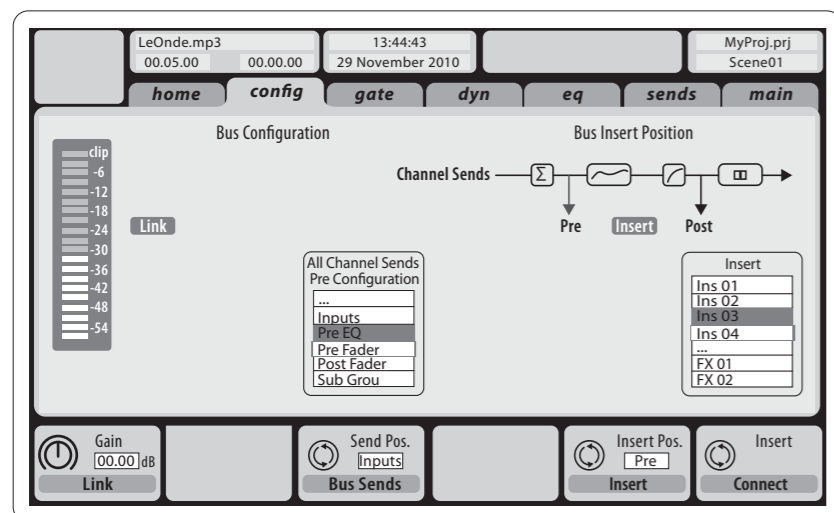 LeOnde.mp3
00.05.00 00.00.00
13:44:43
29 November 2010
MyProj.prj
Scene01
home config gate dyn eq sends main
Bus Configuration
Bus Insert Position
clip
-6
-12
-18
-24
-30
-36
-42
-48
-54
Link
Channel Sends
Σ
Pre Insert Post
All Channel Sends
Pre Configuration
...
Inputs
Pre EQ
Pre Fader
Post Fader
Sub Grou
Insert
Ins 01
Ins 02
Ins 03
Ins 04
...
FX 01
FX 02
Gain
00.00 dB
Link
Send Pos.
Inputs
Bus Sends
Insert Pos.
Pre
Insert
Insert
Connect